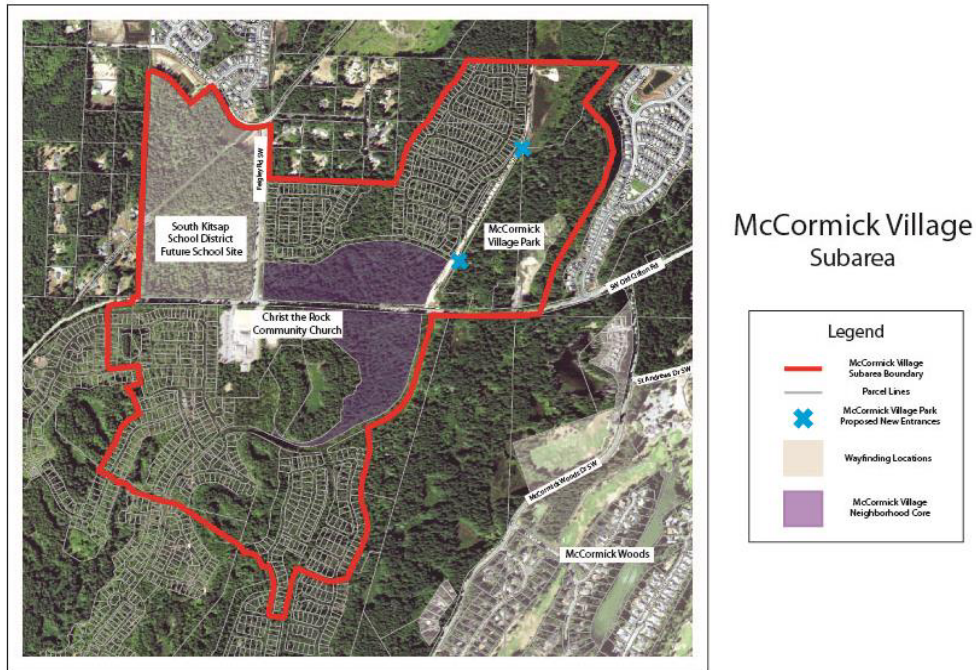 Feigley Rd SW
South Kitsap
School District
Future School Site
McCormick
Village Park
SW Old Clifton Rd
Christ the Rock
Community Church
St Andrews Dr SW
McCormick Woods Dr SW
McCormick Woods
McCormick Village
Subarea
Legend
McCormick Village
Subarea Boundary
Parcel Lines
McCormick Village Park
Proposed New Entrances
Wayfinding Locations
McCormick Village
Neighborhood Core